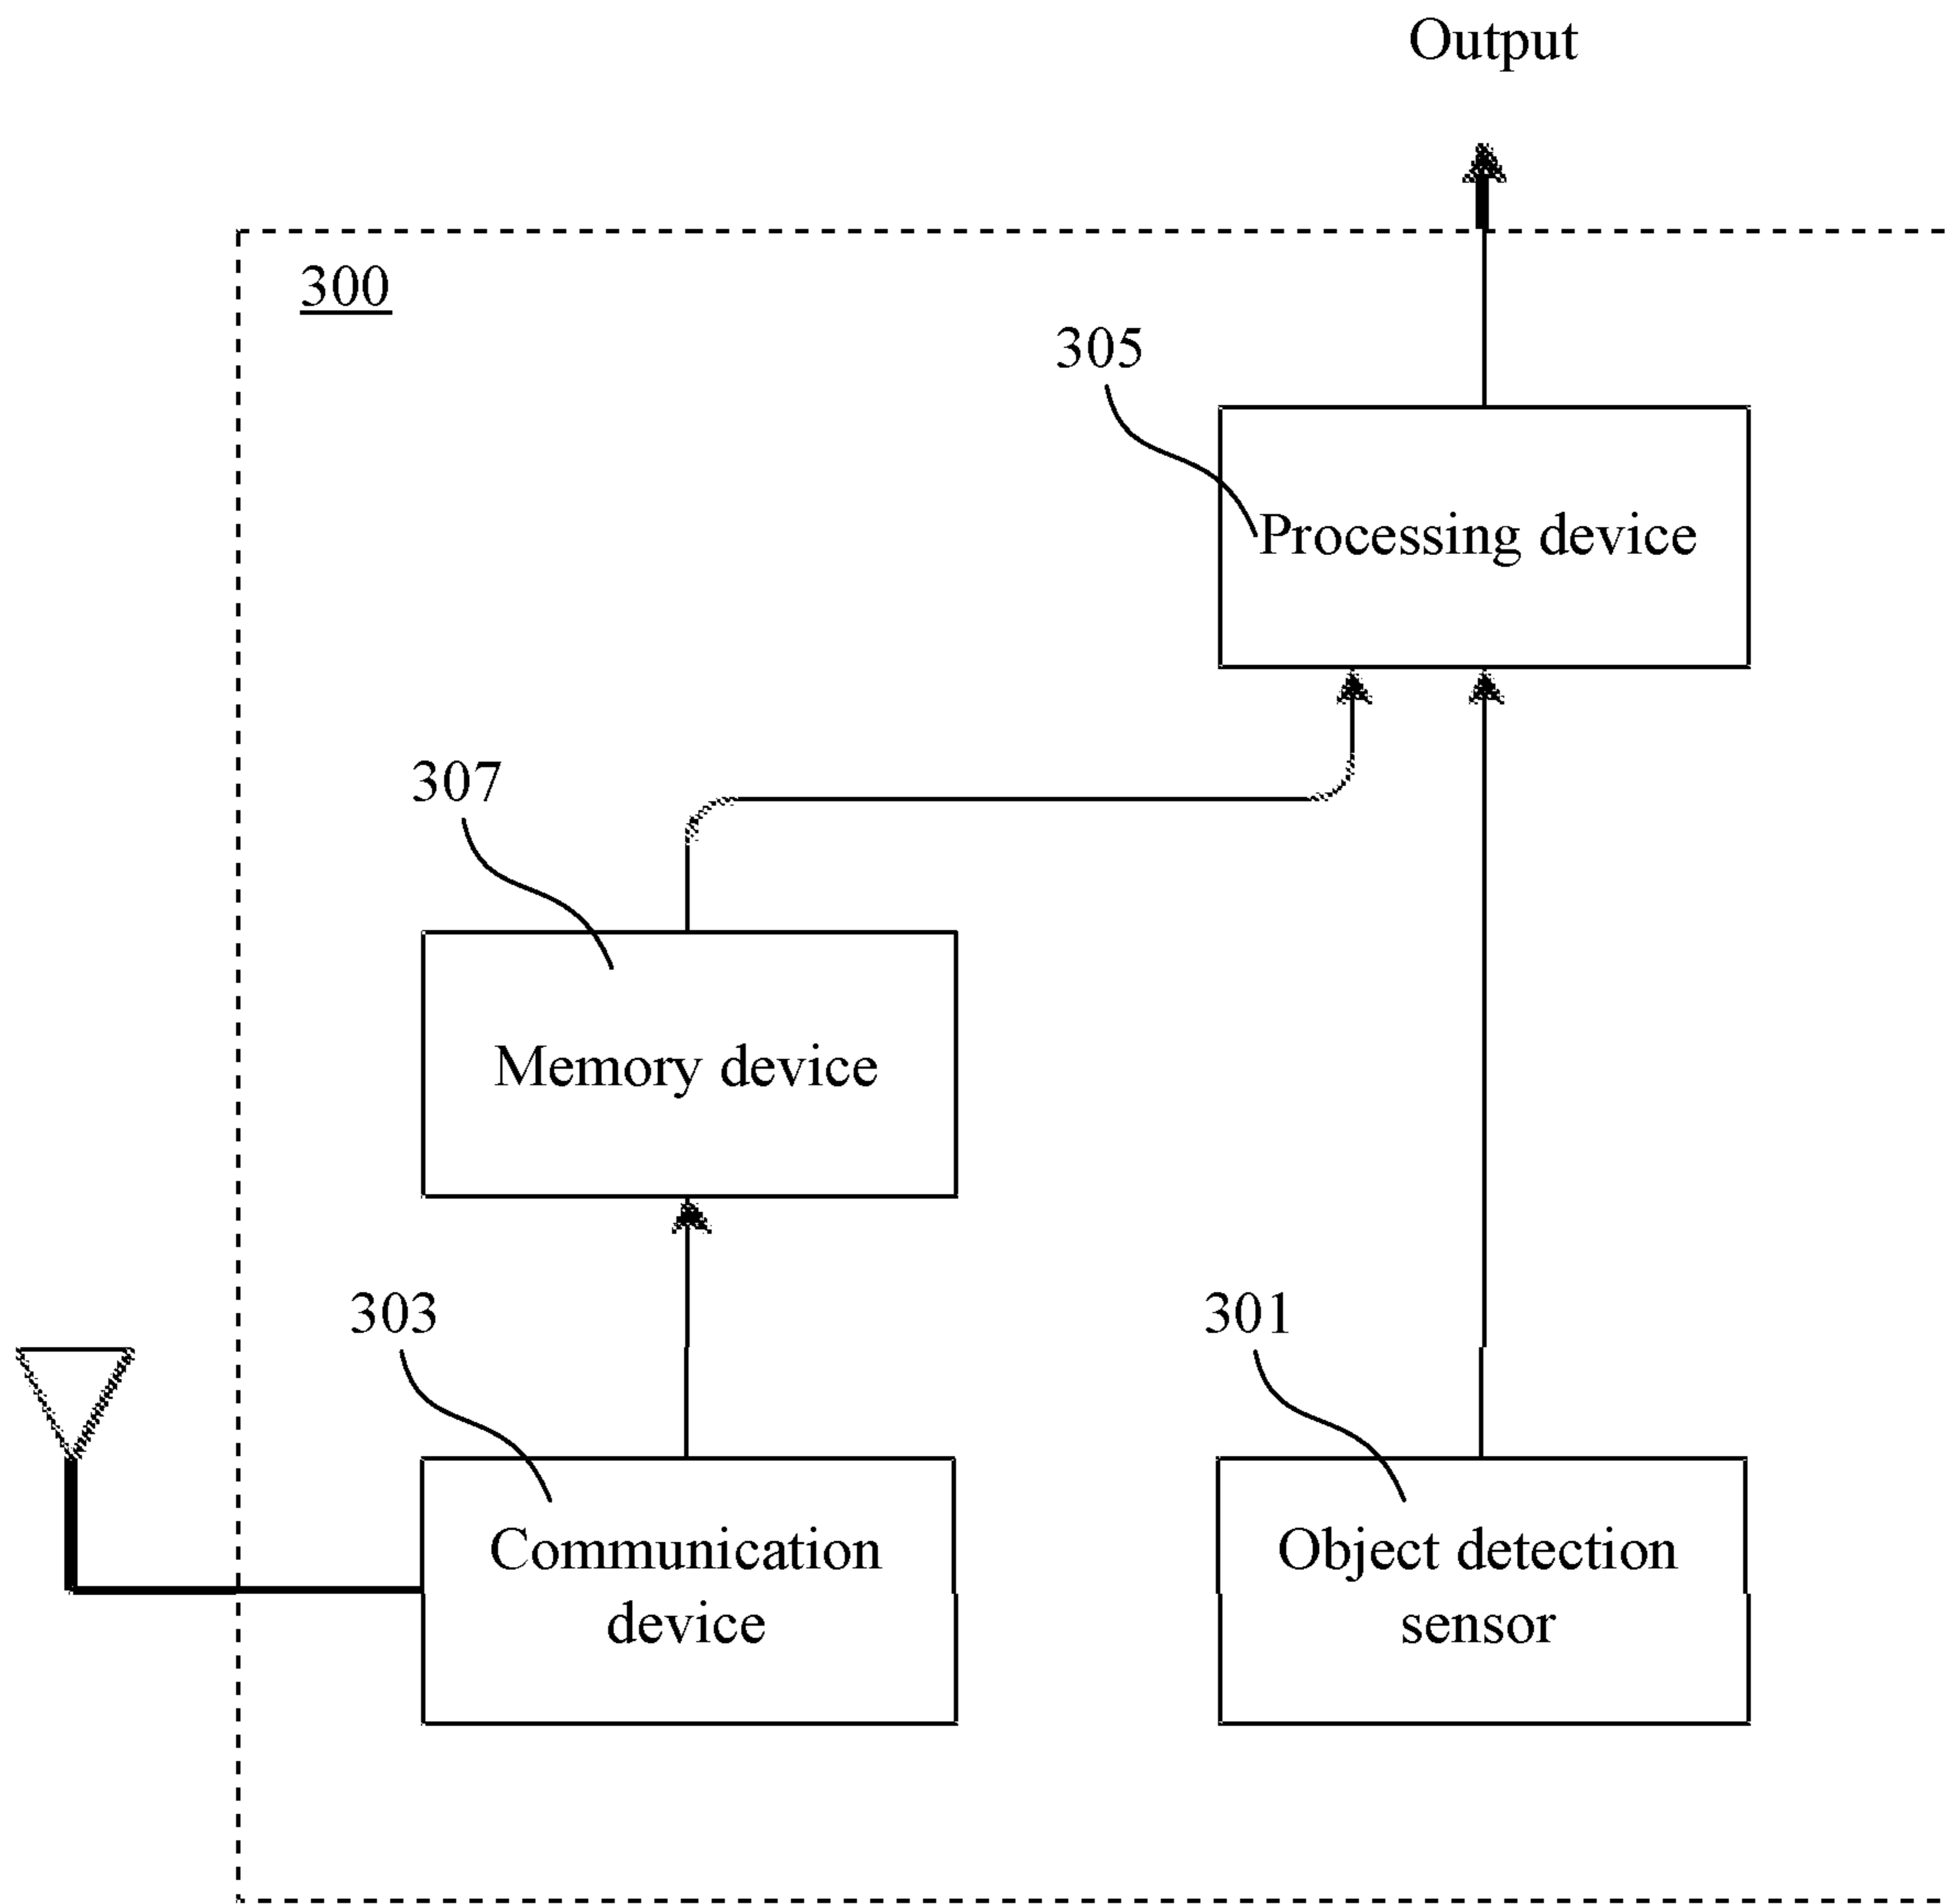 Output
300
305
Processing device
307
Memory device
303
301
Communication
device
Object detection
sensor